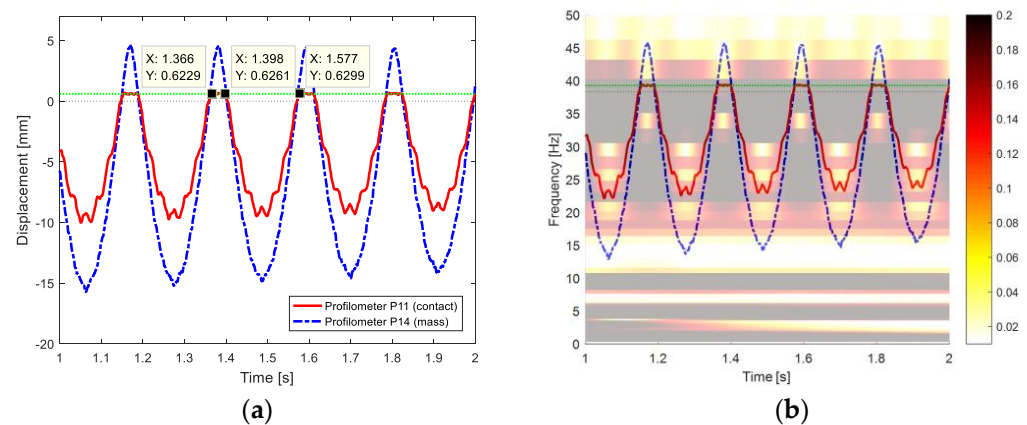 X: 1.366
Y: 0.6229
X: 1.398
Y: 0.6261
X: 1.577
Y: 0.6299
5
0
-5
-10
-15
-20
Displacement [mm]
Profilometer P11 (contact)
Profilometer P14 (mass)
1 1.1 1.2 1.3 1.4 1.5 1.6 1.7 1.8 1.9 2
Time [s]
(a)
50
45
40
35
30
25
20
15
10
5
0
Frequency [Hz]
1 1.2 1.4 1.6 1.8 2
Time [s]
0.2
0.18
0.16
0.14
0.12
0.1
0.08
0.06
0.04
0.02
(b)